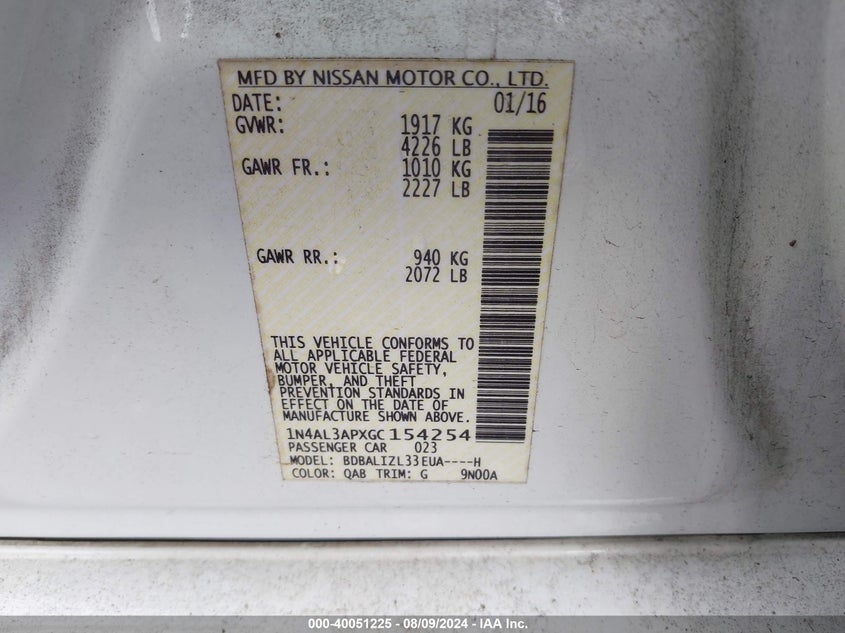 MFD BY NISSAN MOTOR CO., LTD.
DATE: 01/16
GVWR: 1917 KG
4226 LB
GAWR FR.: 1010 KG
2227 LB
GAWR RR.: 940 KG
2072 LB
THIS VEHICLE CONFORMS TO
ALL APPLICABLE FEDERAL
MOTOR VEHICLE SAFETY,
BUMPER, AND THEFT
PREVENTION STANDARDS IN
EFFECT ON THE DATE OF
MANUFACTURE SHOWN ABOVE.
1N4AL3APXGC154254
PASSENGER CAR 023
MODEL: BDBALIZL33EUA----H
COLOR: QAB TRIM: G 9N00A
000-40051225 - 08/09/2024 - IAA Inc.